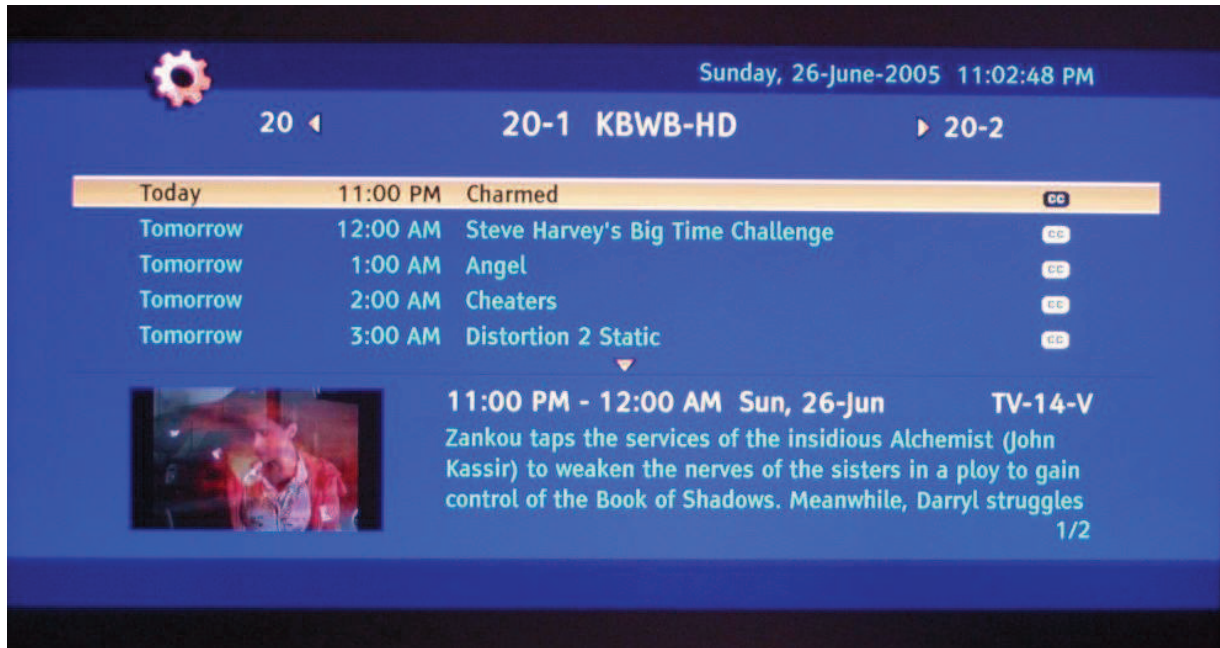 Sunday, 26-June-2005 11:02:48 PM
20 20-1 KBWB-HD 20-2
Today 11:00 PM Charmed CC
Tomorrow 12:00 AM Steve Harvey's Big Time Challenge CC
Tomorrow 1:00 AM Angel CC
Tomorrow 2:00 AM Cheaters CC
Tomorrow 3:00 AM Distortion 2 Static CC
11:00 PM - 12:00 AM Sun, 26-Jun TV-14-V
Zankou taps the services of the insidious Alchemist (John
Kassir) to weaken the nerves of the sisters in a ploy to gain
control of the Book of Shadows. Meanwhile, Darryl struggles
1/2